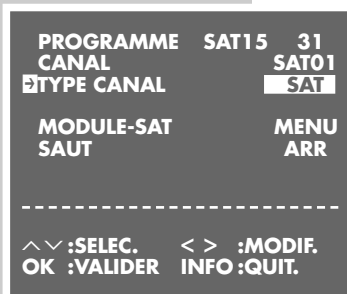 PROGRAMME SAT15 31
CANAL SAT01
TYPE CANAL SAT
MODULE-SAT MENU
SAUT ARR
:SELEC. < > :MODIF.
OK :VALIDER INFO :QUIT.